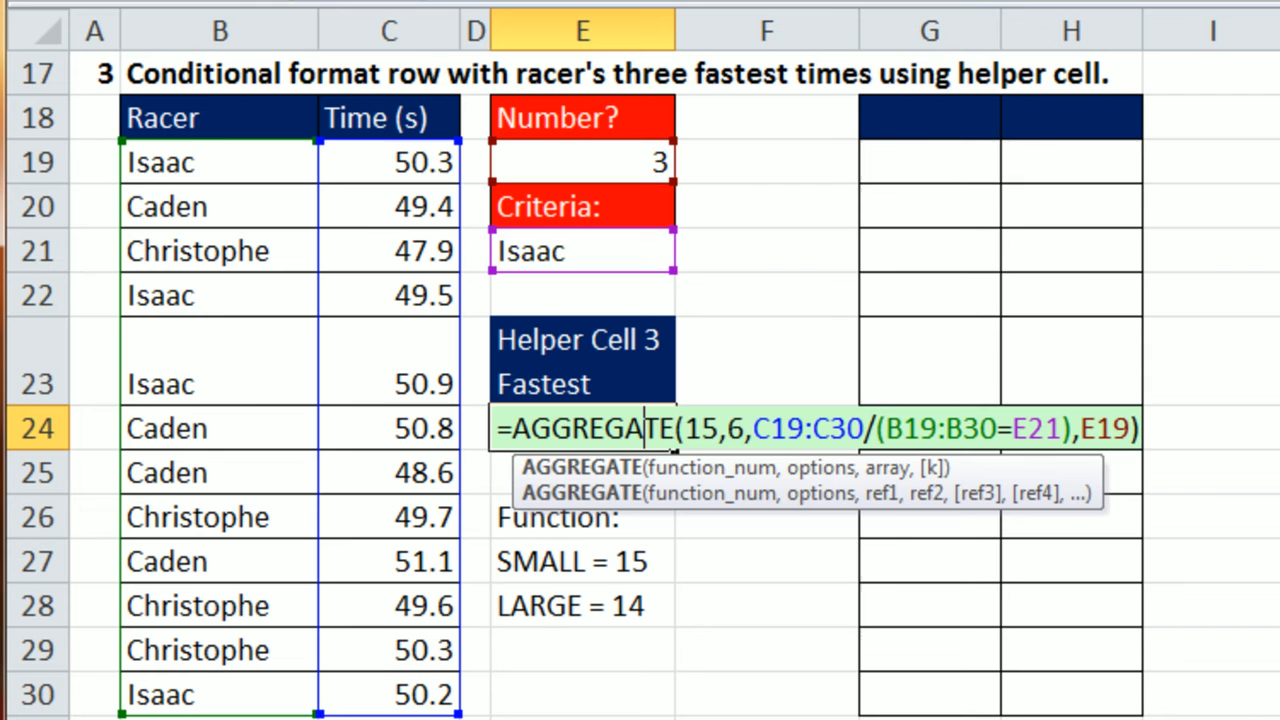 A B C D E F G H I
17 3 Conditional format row with racer's three fastest times using helper cell.
18 Racer Time (s) Number?
19 Isaac 50.3 3
20 Caden 49.4 Criteria:
21 Christophe 47.9 Isaac
22 Isaac 49.5
Helper Cell 3
23 Isaac 50.9 Fastest
24 Caden 50.8 =AGGREGATE(15,6,C19:C30/(B19:B30=E21),E19)
AGGREGATE(function_num, options, array, [k])
25 Caden 48.6
AGGREGATE(function_num, options, ref1, ref2, [ref3], [ref4], ...)
26 Christophe 49.7 Function:
27 Caden 51.1 SMALL = 15
28 Christophe 49.6 LARGE = 14
29 Christophe 50.3
30 Isaac 50.2